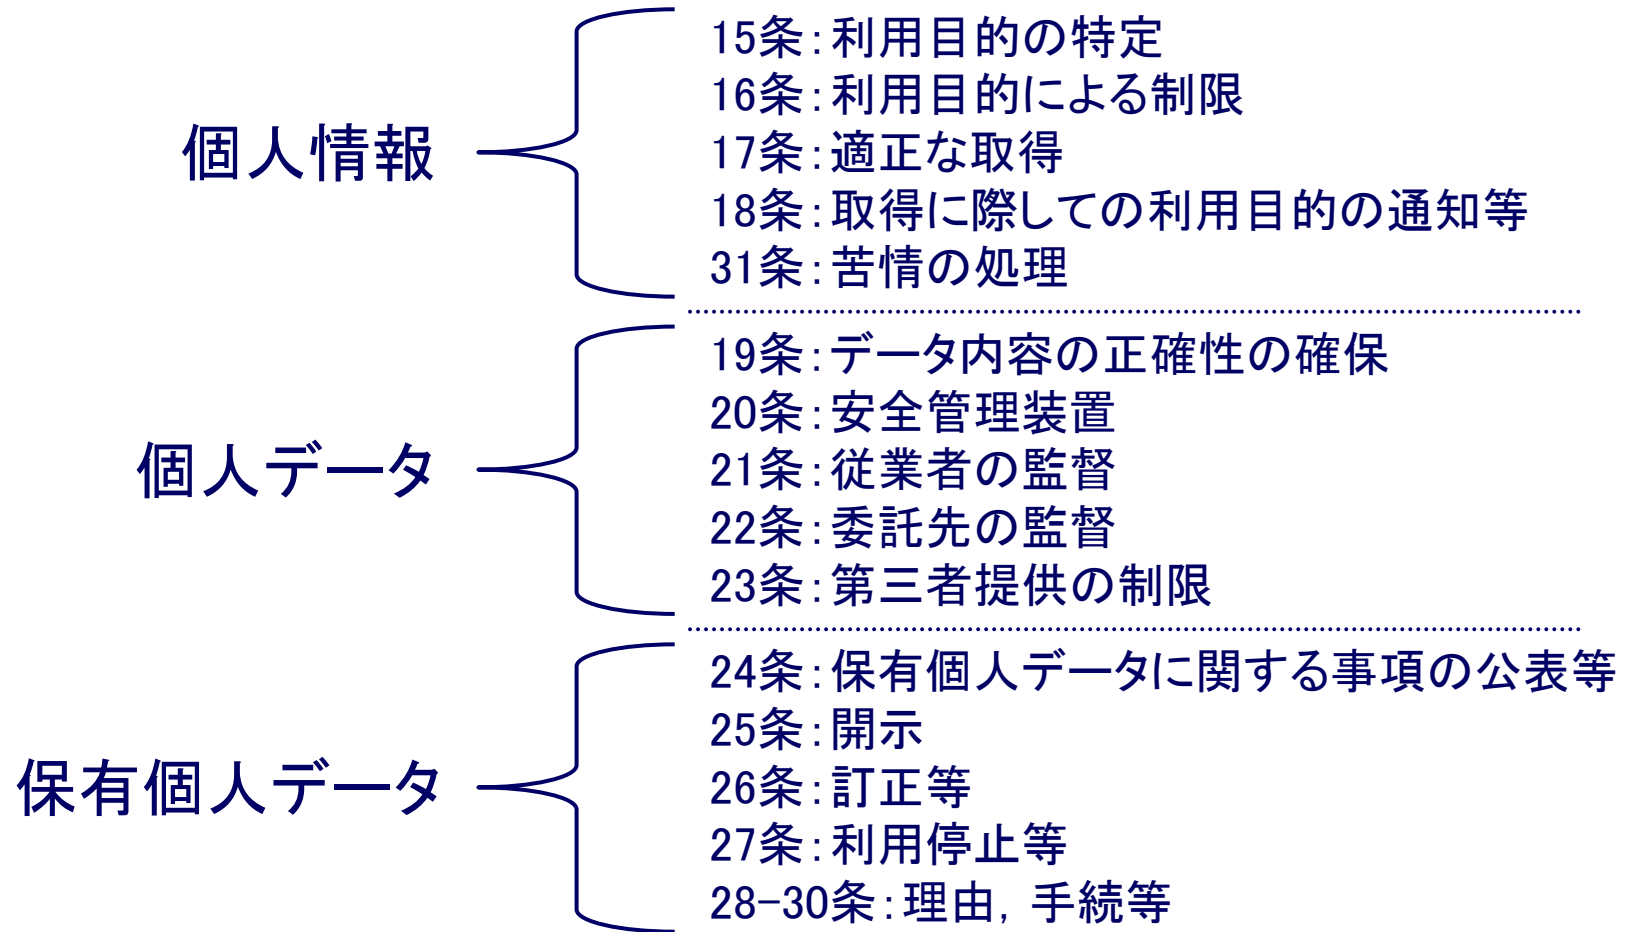 個人情報
15条：利用目的の特定
16条：利用目的による制限
17条：適正な取得
18条：取得に際しての利用目的の通知等
31条：苦情の処理
個人データ
19条：データ内容の正確性の確保
20条：安全管理装置
21条：従業者の監督
22条：委託先の監督
23条：第三者提供の制限
保有個人データ
24条：保有個人データに関する事項の公表等
25条：開示
26条：訂正等
27条：利用停止等
28-30条：理由，手続等